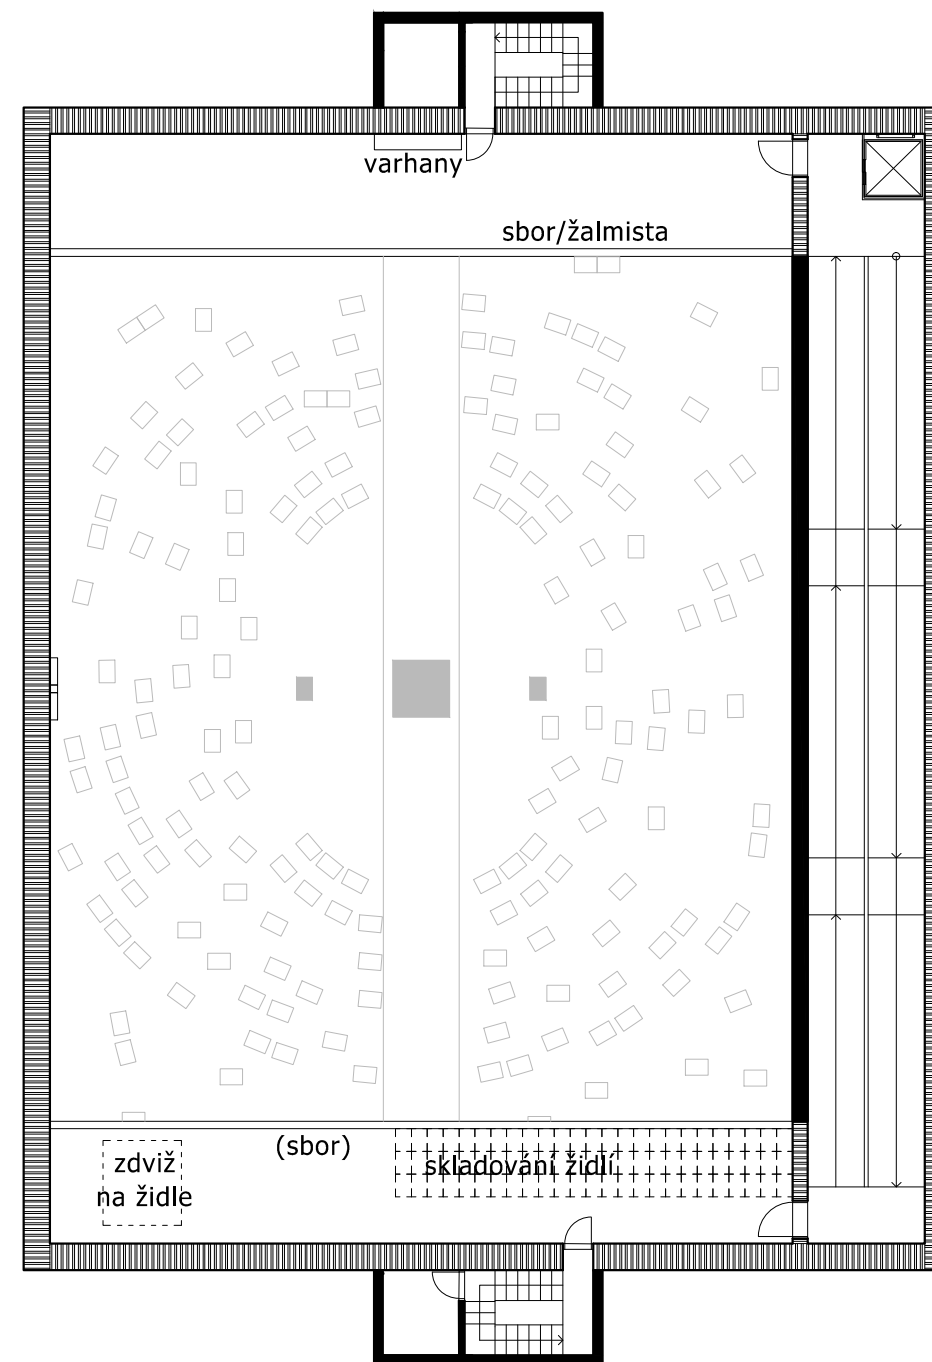 varhany
sbor/žalmista
(sbor)
skladování židlí
zdviž
na židle